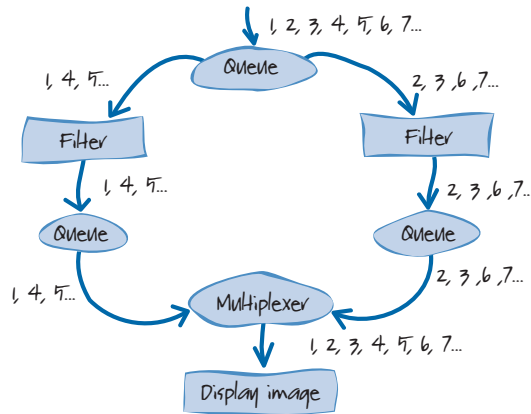 1, 2, 3, 4, 5, 6, 7...
Queue
1, 4, 5...
2, 3 ,6 ,7...
Filter
Filter
1, 4, 5...
2, 3, ,6 ,7...
Queue
Queue
1, 4, 5...
2, 3 ,6 ,7...
Multiplexer
1, 2, 3, 4, 5, 6, 7...
Display image